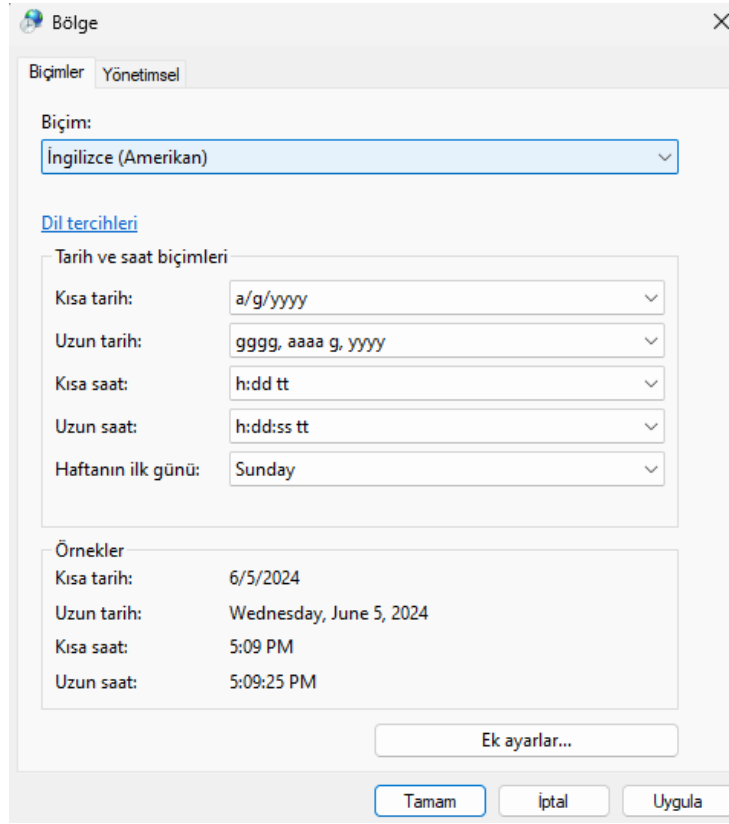 Bölge
Biçimler Yönetimsel
Biçim:
İngilizce (Amerikan)
Dil tercihleri
Tarih ve saat biçimleri
Kısa tarih: a/g/yyyy
Uzun tarih: gggg, aaaa g, yyyy
Kısa saat: h:dd tt
Uzun saat: h:dd:ss tt
Haftanın ilk günü: Sunday
Örnekler
Kısa tarih: 6/5/2024
Uzun tarih: Wednesday, June 5, 2024
Kısa saat: 5:09 PM
Uzun saat: 5:09:25 PM
Ek ayarlar...
Tamam İptal Uygula